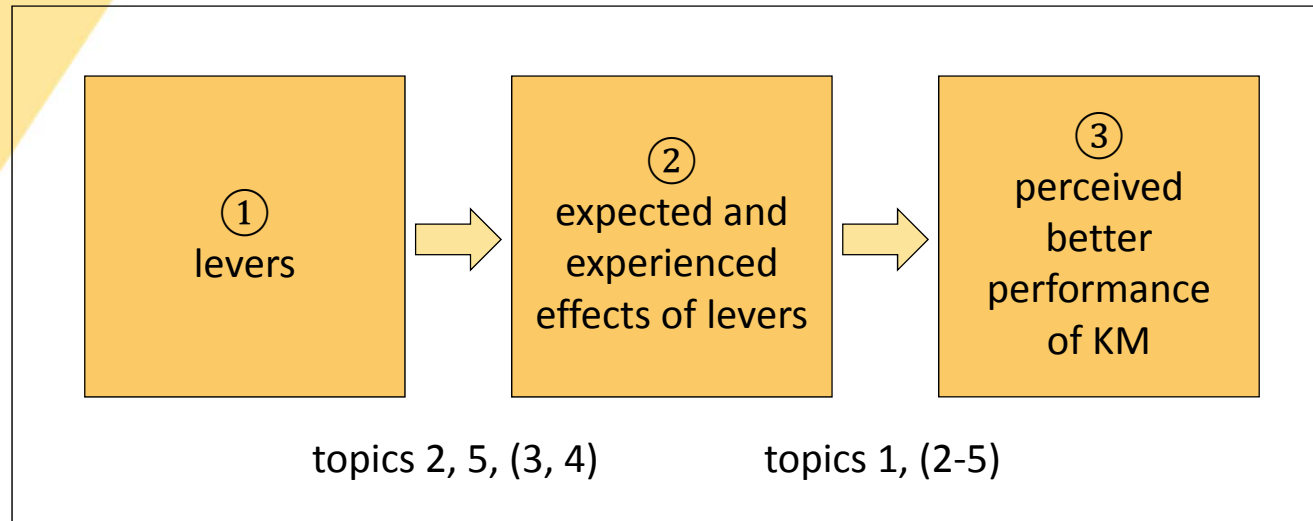 ①
levers
②
expected and
experienced
effects of levers
③
perceived
better
performance
of KM
topics 2, 5, (3, 4)
topics 1, (2-5)